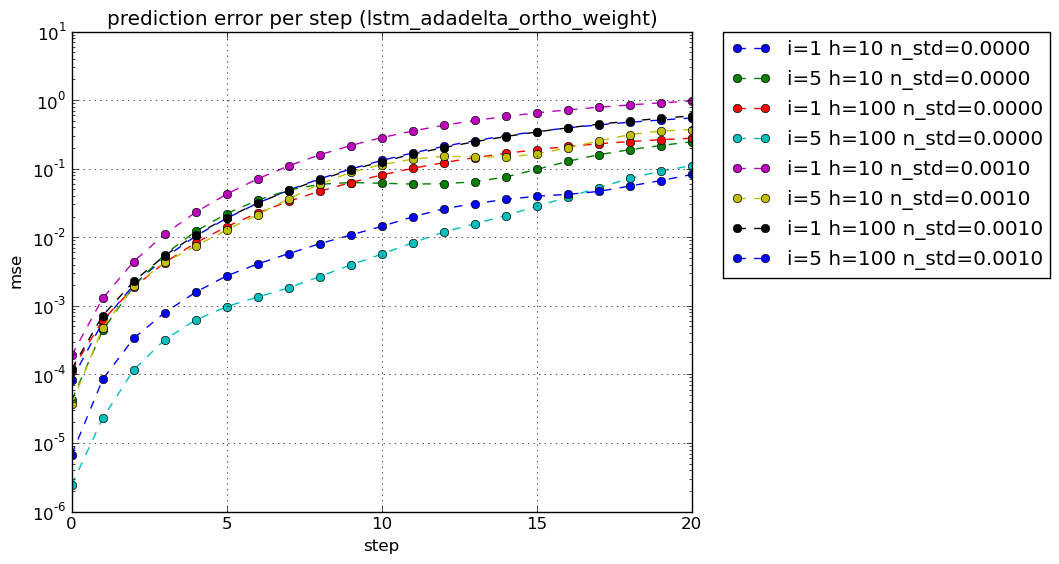 prediction error per step (lstm_adadelta_ortho_weight)
10^1
10^0
10^-1
10^-2
10^-3
10^-4
10^-5
10^-6
mse
0 5 10 15 20
step
i=1 h=10 n_std=0.0000
i=5 h=10 n_std=0.0000
i=1 h=100 n_std=0.0000
i=5 h=100 n_std=0.0000
i=1 h=10 n_std=0.0010
i=5 h=10 n_std=0.0010
i=1 h=100 n_std=0.0010
i=5 h=100 n_std=0.0010